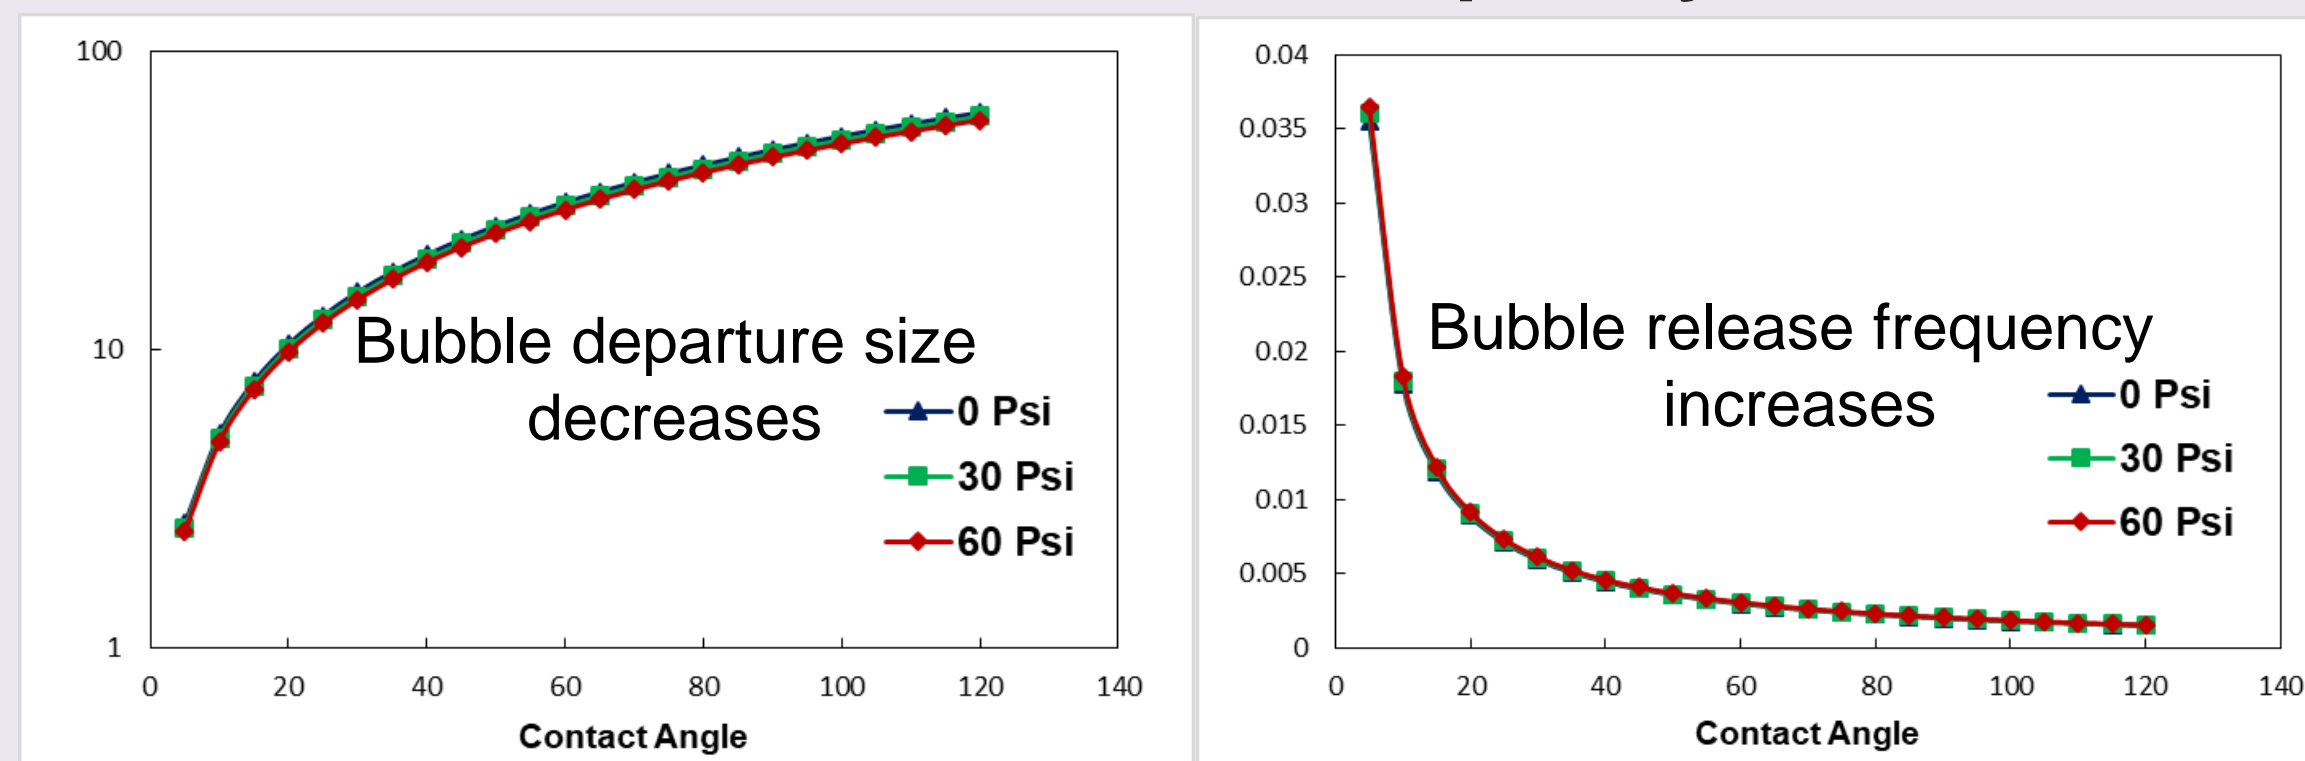 100
10
1
0
20
40
60
80
100
120
140
Contact Angle
Bubble departure size
decreases
0 Psi
30 Psi
60 Psi
0.04
0.035
0.03
0.025
0.02
0.015
0.01
0.005
0
0
20
40
60
80
100
120
140
Contact Angle
Bubble release frequency
increases
0 Psi
30 Psi
60 Psi